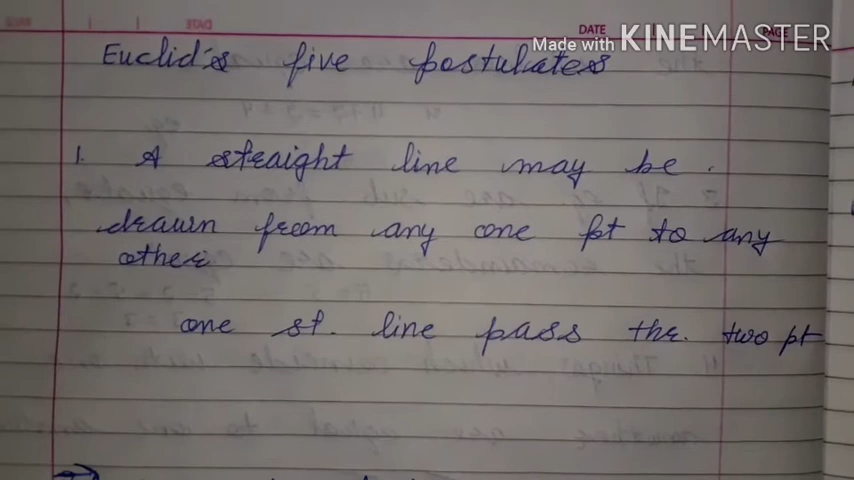 DATE
PAGE
Made with KINEMASTER
Euclid's five postulates
1. A straight line may be
drawn from any one pt to any
other
one st. line pass thr. two pt